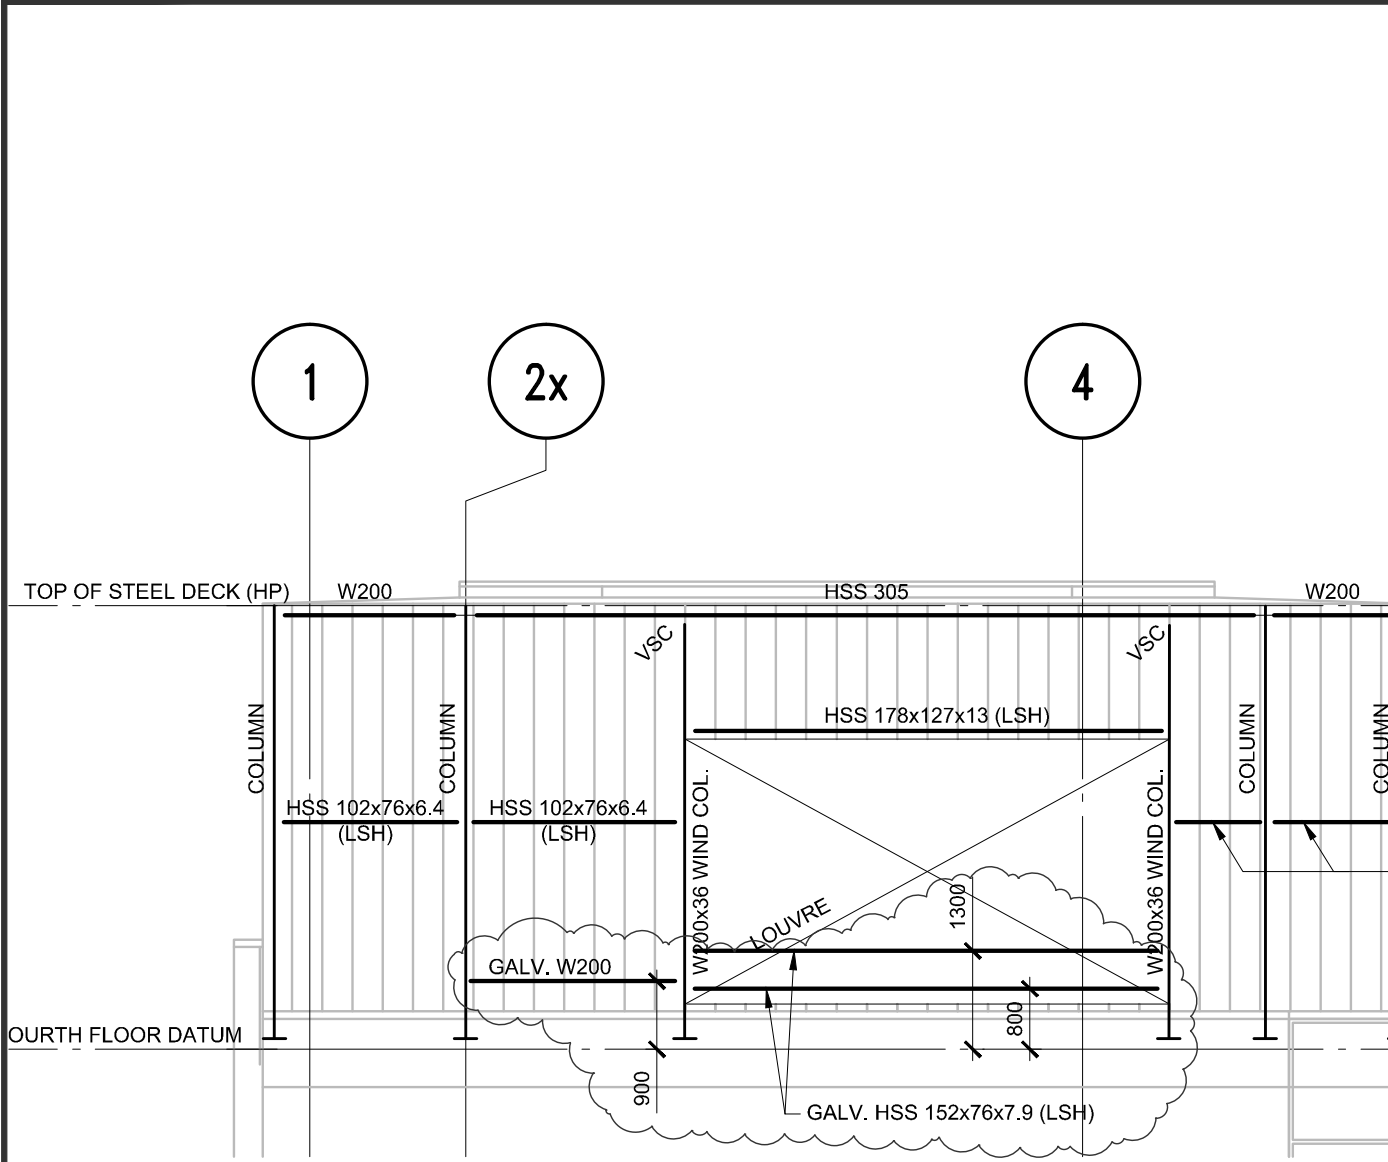 1
2x
4
TOP OF STEEL DECK (HP)
W200
HSS 305
W200
VSC
VSC
HSS 178x127x13 (LSH)
COLUMN
COLUMN
COLUMN
COLUMN
HSS 102x76x6.4
(LSH)
HSS 102x76x6.4
(LSH)
W200x36 WIND COL.
W200x36 WIND COL.
LOUVRE
1300
GALV. W200
800
OURTH FLOOR DATUM
900
GALV. HSS 152x76x7.9 (LSH)